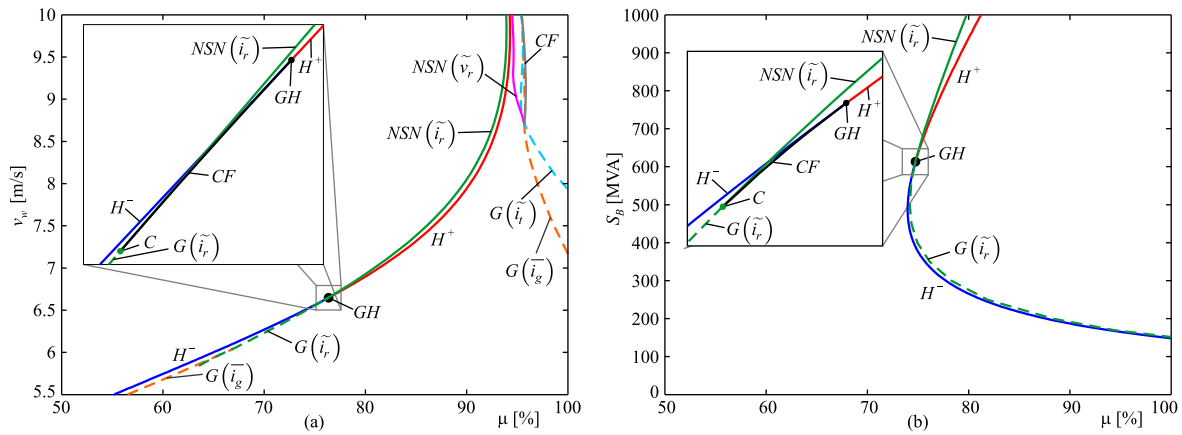 10
9.5
9
8.5
8
7.5
7
6.5
6
5.5
v_w [m/s]
50
60
70
80
90
100
μ [%]
(a)
NSN(ĩ_r)
H⁺
GH
CF
H⁻
C
G(ĩ_r)
NSN(ṽ_r)
CF
NSN(ĩ_r)
H⁺
G(ĩ_t)
G(i̅_g)
GH
G(ĩ_r)
H⁻
G(i̅_g)
1000
900
800
700
600
500
400
300
200
100
0
S_B [MVA]
50
60
70
80
90
100
μ [%]
(b)
NSN(ĩ_r)
H⁺
GH
CF
H⁻
C
G(ĩ_r)
NSN(ĩ_r)
H⁺
GH
G(ĩ_r)
H⁻